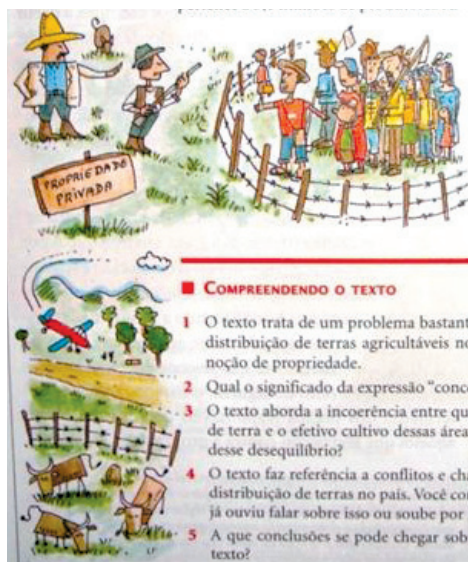 PROPRIEDADE
PRIVADA
COMPREENDENDO O TEXTO
1 O texto trata de um problema bastant
distribuição de terras agricultáveis no
noção de propriedade.
2 Qual o significado da expressão “conc
3 O texto aborda a incoerência entre qu
de terra e o efetivo cultivo dessas área
desse desequilíbrio?
4 O texto faz referência a conflitos e cha
distribuição de terras no país. Você con
já ouviu falar sobre isso ou soube por
5 A que conclusões se pode chegar sob
texto?